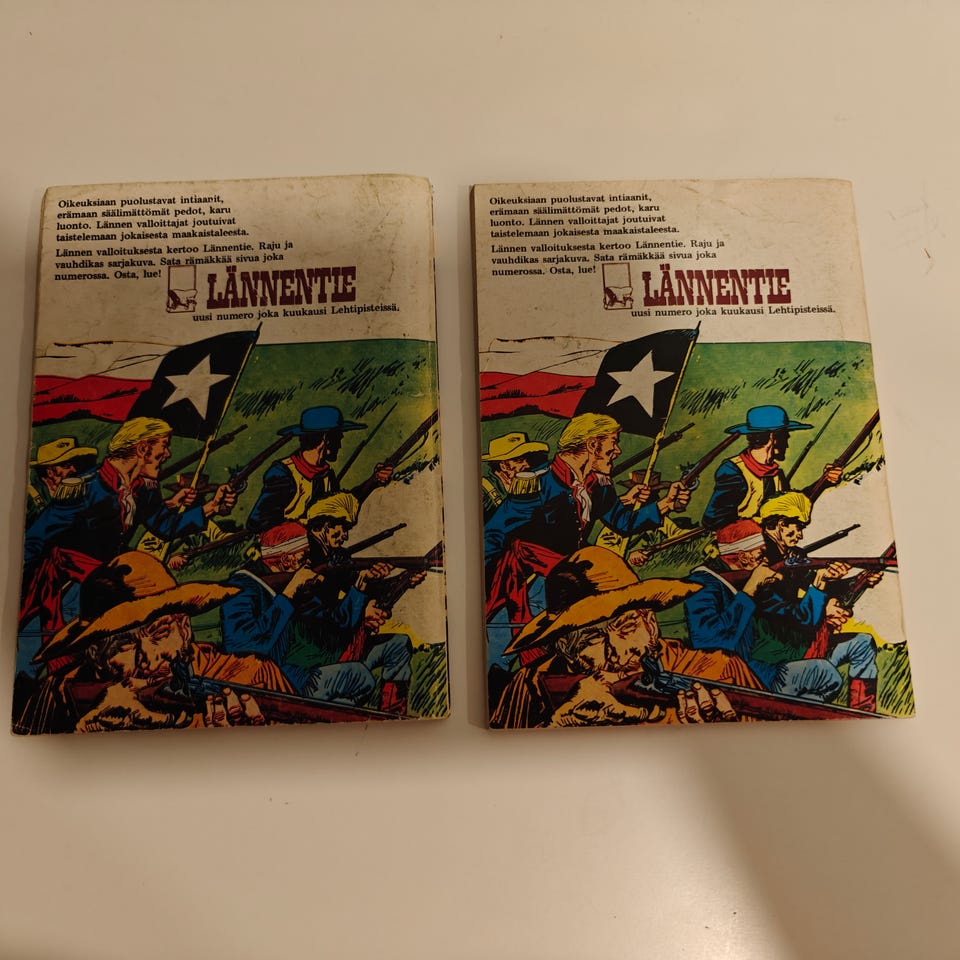 Oikeuksiaan puolustavat intiaanit,
erämaan säälimättömät pedot, karu
luonto. Lännen valloittajat joutuivat
taistelemaan jokaisesta maakaistaleesta.
Lännen valloituksesta kertoo Lännentie. Raju ja
vauhdikas sarjakuva. Sata rämäkkää sivua joka
numerossa. Osta, lue!
LÄNNENTIE
uusi numero joka kuukausi Lehtipisteissä.
Oikeuksiaan puolustavat intiaanit,
erämaan säälimättömät pedot, karu
luonto. Lännen valloittajat joutuivat
taistelemaan jokaisesta maakaistaleesta.
Lännen valloituksesta kertoo Lännentie. Raju ja
vauhdikas sarjakuva. Sata rämäkkää sivua joka
numerossa. Osta, lue!
LÄNNENTIE
uusi numero joka kuukausi Lehtipisteissä.